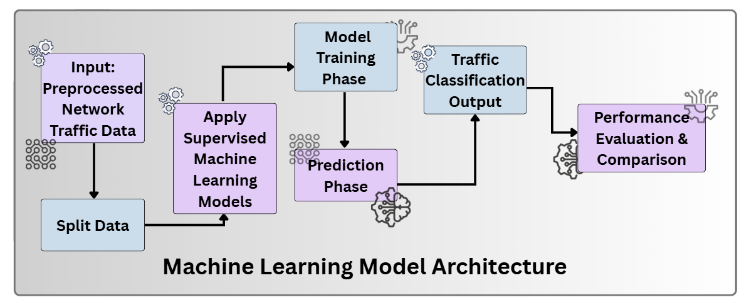 Input:
Preprocessed
Network
Traffic Data
Split Data
Apply
Supervised
Machine
Learning
Models
Model
Training
Phase
Prediction
Phase
Traffic
Classification
Output
Performance
Evaluation &
Comparison
Machine Learning Model Architecture